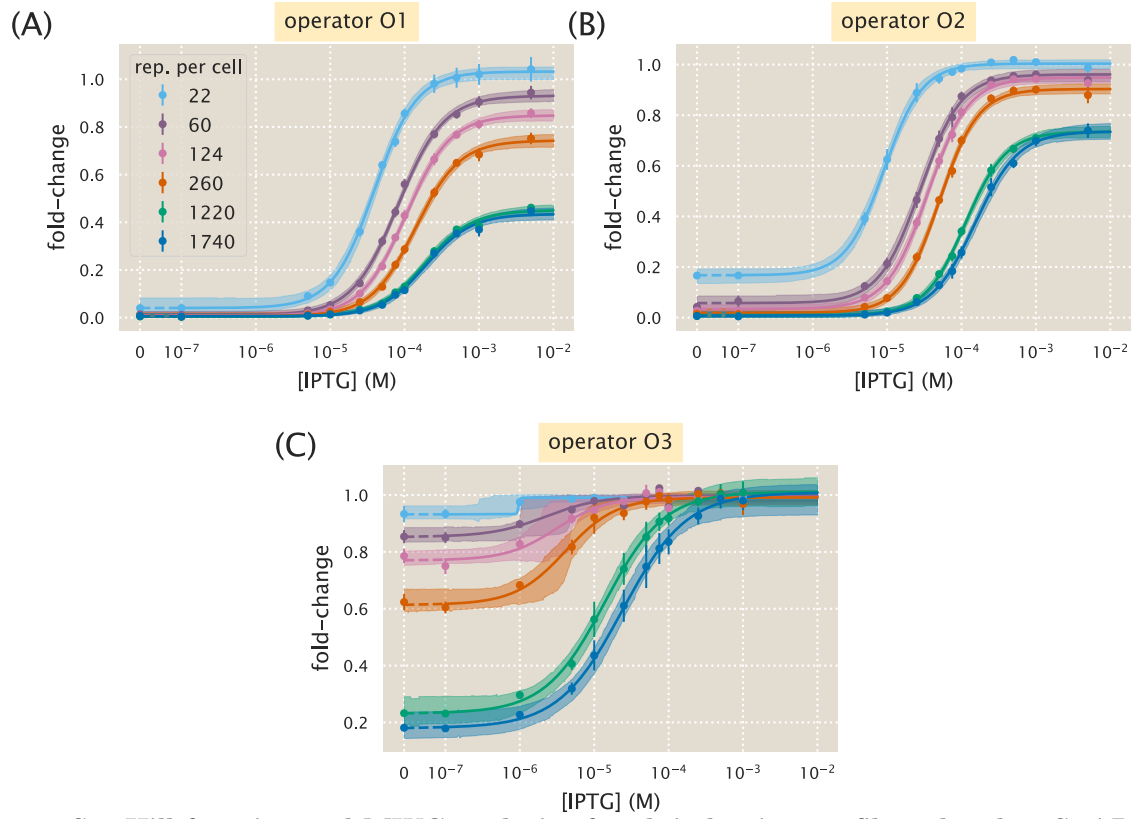 (A)
operator O1
fold-change
1.0
0.8
0.6
0.4
0.2
0.0
rep. per cell
22
60
124
260
1220
1740
0 10⁻⁷ 10⁻⁶ 10⁻⁵ 10⁻⁴ 10⁻³ 10⁻²
[IPTG] (M)
(B)
operator O2
fold-change
1.0
0.8
0.6
0.4
0.2
0.0
0 10⁻⁷ 10⁻⁶ 10⁻⁵ 10⁻⁴ 10⁻³ 10⁻²
[IPTG] (M)
(C)
operator O3
fold-change
1.0
0.8
0.6
0.4
0.2
0 10⁻⁷ 10⁻⁶ 10⁻⁵ 10⁻⁴ 10⁻³ 10⁻²
[IPTG] (M)